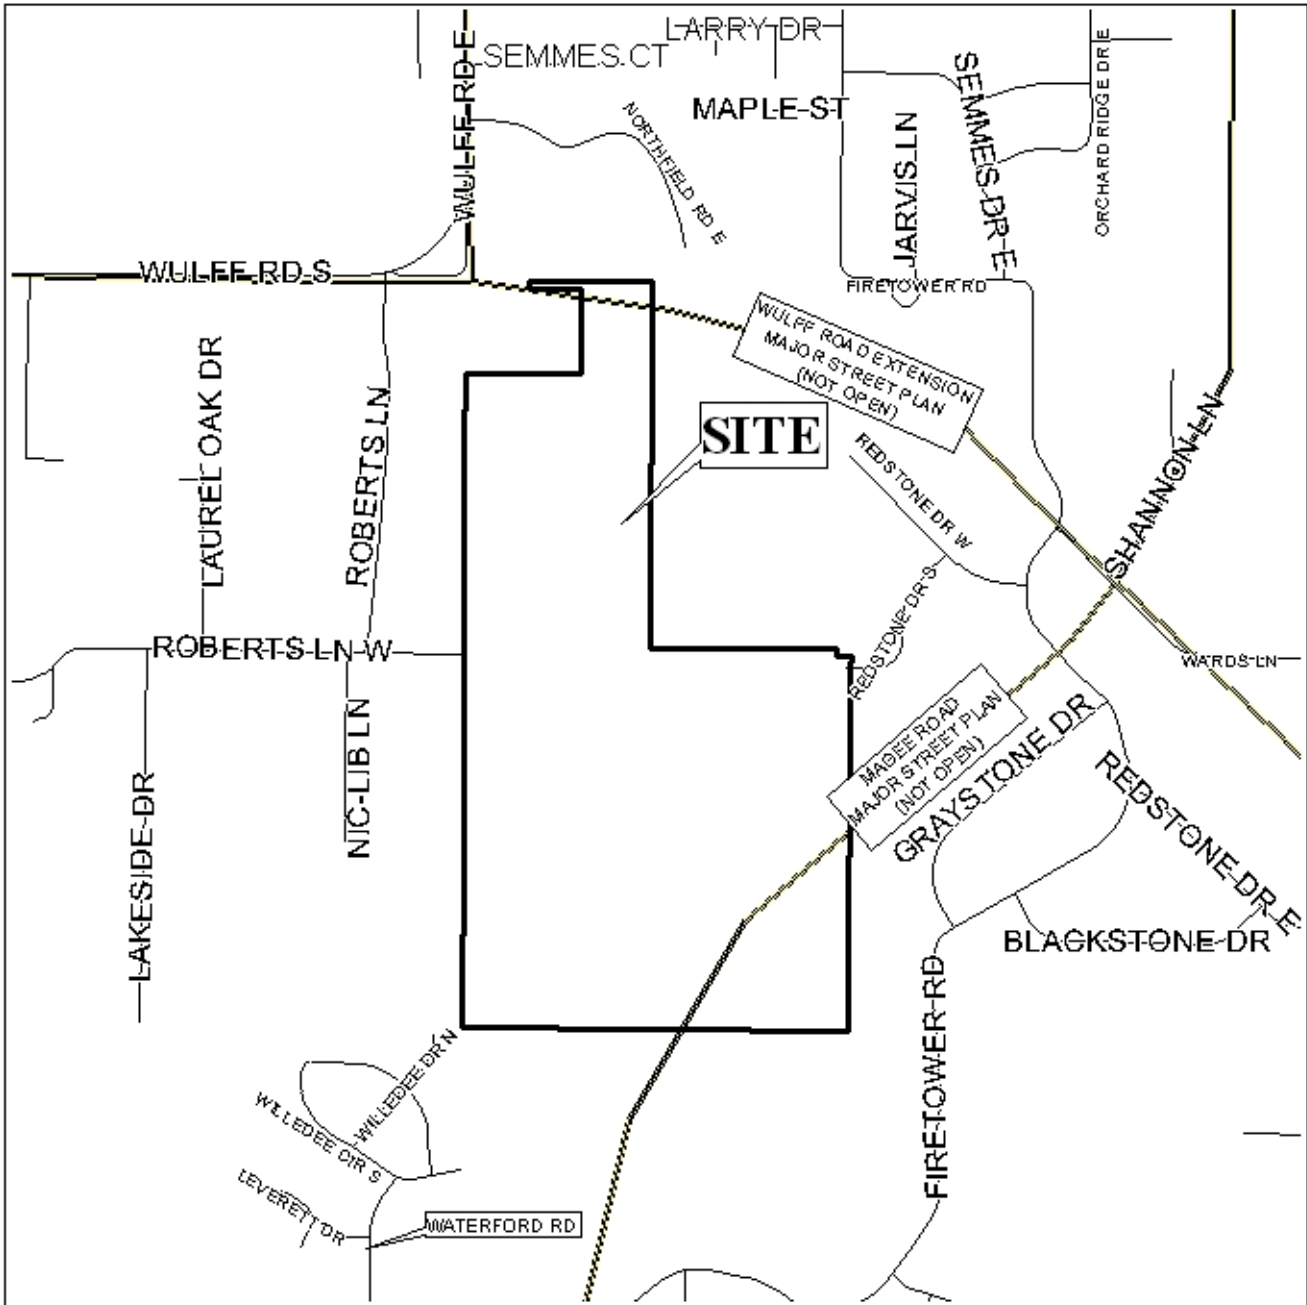 LARRY DR
SEMMES CT
WULFF RD E
MAPLE ST
NORTHFIELD RD E
JARVIS LN
SEMMES DR E
ORCHARD RIDGE DR E
WULFF RD S
FIRETOWER RD
WULFF ROAD EXTENSION
MAJOR STREET PLAN
(NOT OPEN)
LAUREL OAK DR
ROBERTS LN
SITE
REDSTONE DR W
SHANNON LN
REDSTONE DR S
ROBERTS LN W
WARDS LN
NIC-LIB LN
MAGEE ROAD
MAJOR STREET PLAN
(NOT OPEN)
GRAYSTONE DR
REDSTONE DR E
LAKESIDE DR
BLACKSTONE DR
FIRETOWER RD
WILLEDEE DR N
WILLEDEE CIR S
LEVERETT DR
WATERFORD RD